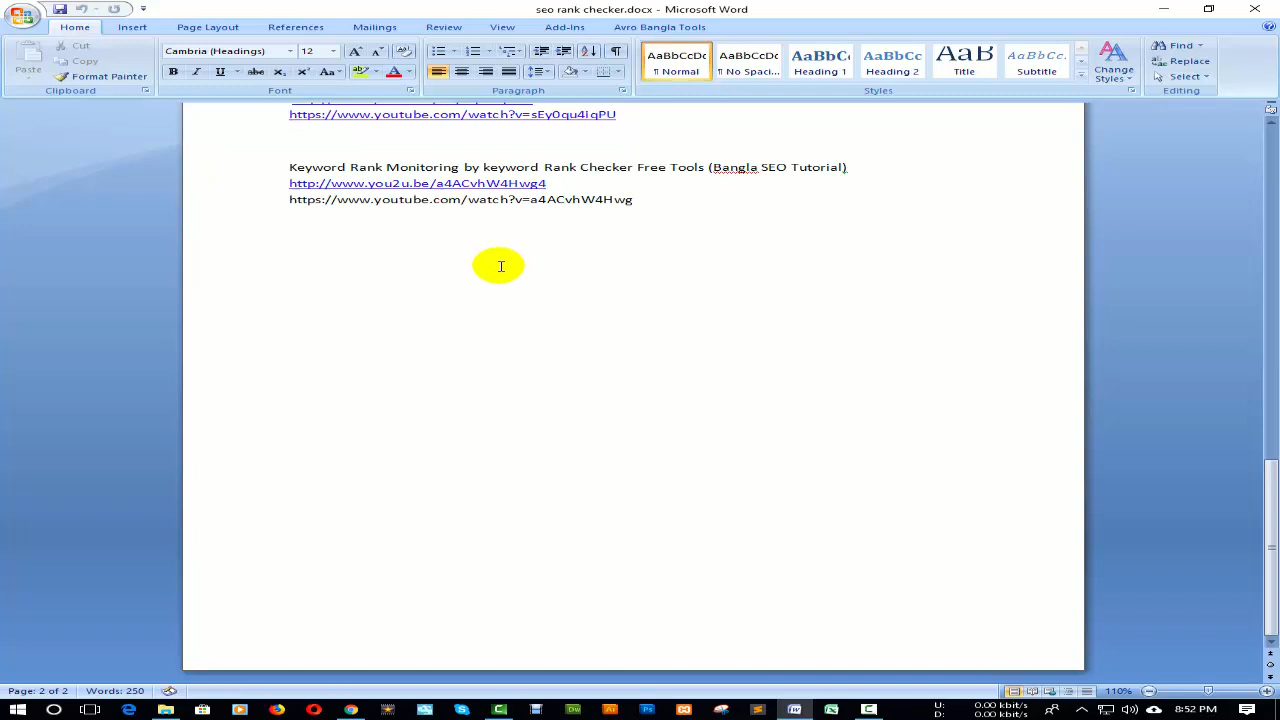 seo rank checker.docx - Microsoft Word
Home Insert Page Layout References Mailings Review View Add-Ins Avro Bangla Tools
Paste
Cut
Copy
Format Painter
Clipboard
Cambria (Headings) 12
Font
Paragraph
AaBbCcDc AaBbCcDc AaBbCc AaBbCc AaB AaBbCc.
¶ Normal ¶ No Spaci... Heading 1 Heading 2 Title Subtitle
Change Styles
Styles
Find
Replace
Select
Editing
https://www.youtube.com/watch?v=sEy0qu4iqPU
Keyword Rank Monitoring by keyword Rank Checker Free Tools (Bangla SEO Tutorial)
http://www.you2u.be/a4ACvhW4Hwg4
https://www.youtube.com/watch?v=a4ACvhW4Hwg
Page: 2 of 2 Words: 250 110%
U: 0.00 kbit/s
D: 0.00 kbit/s
8:52 PM